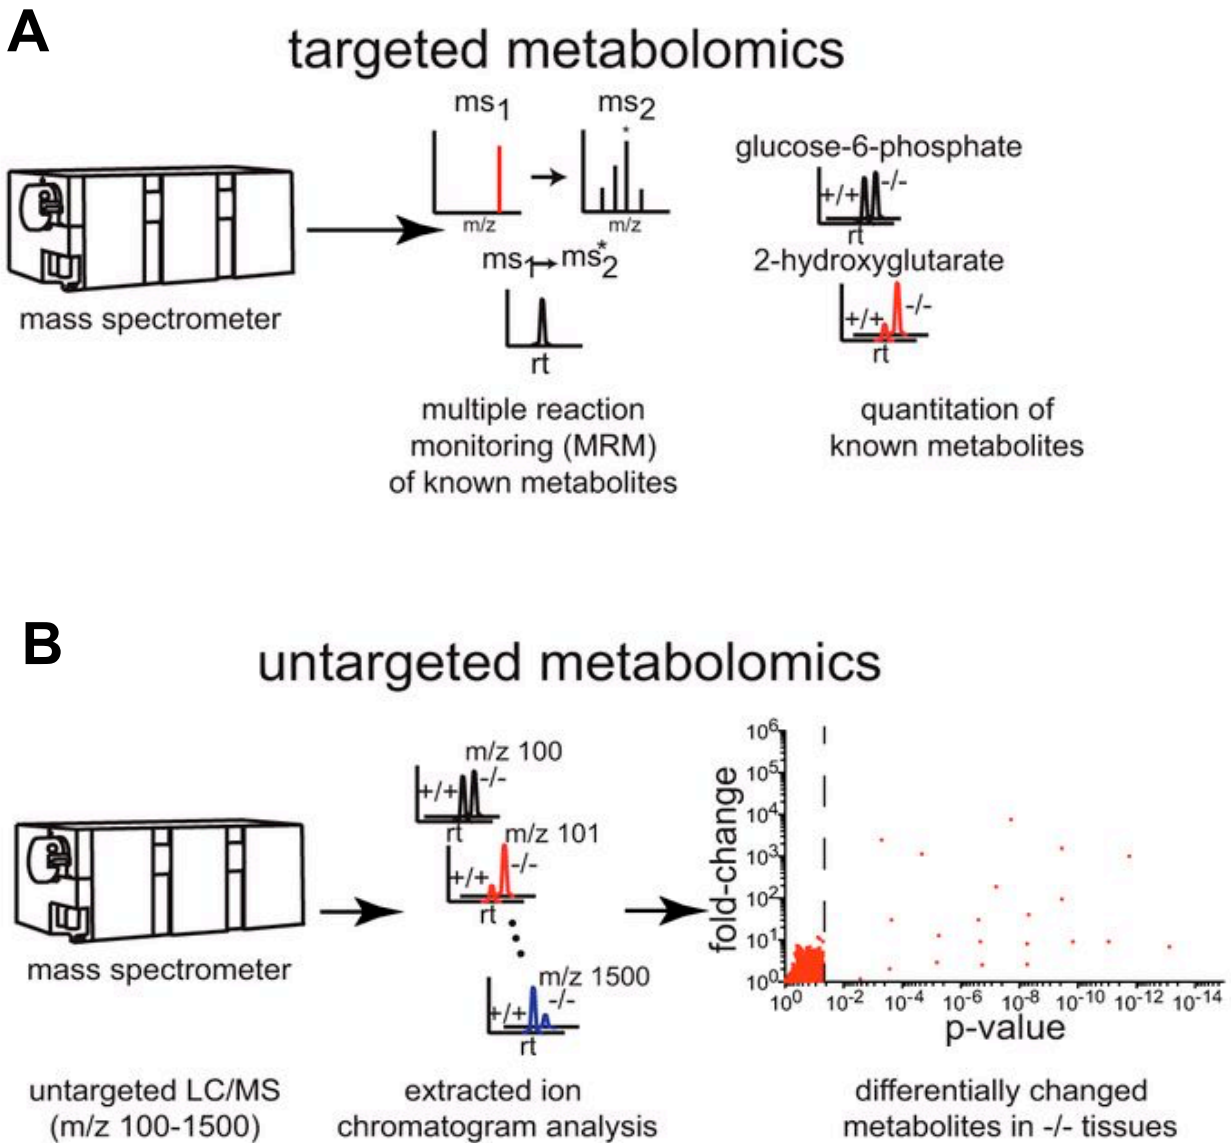 A
targeted metabolomics
ms1
ms2
*
m/z
m/z
ms1→ms2*
rt
mass spectrometer
multiple reaction
monitoring (MRM)
of known metabolites
glucose-6-phosphate
+/+ -/-
rt
2-hydroxyglutarate
+/+ -/-
rt
quantitation of
known metabolites
B
untargeted metabolomics
mass spectrometer
untargeted LC/MS
(m/z 100-1500)
m/z 100
+/+ -/-
rt
m/z 101
+/+ -/-
rt
m/z 1500
+/+ -/-
rt
extracted ion
chromatogram analysis
fold-change
10^6
10^5
10^4
10^3
10^2
10^1
10^0
10^0 10^-2 10^-4 10^-6 10^-8 10^-10 10^-12 10^-14
p-value
differentially changed
metabolites in -/- tissues